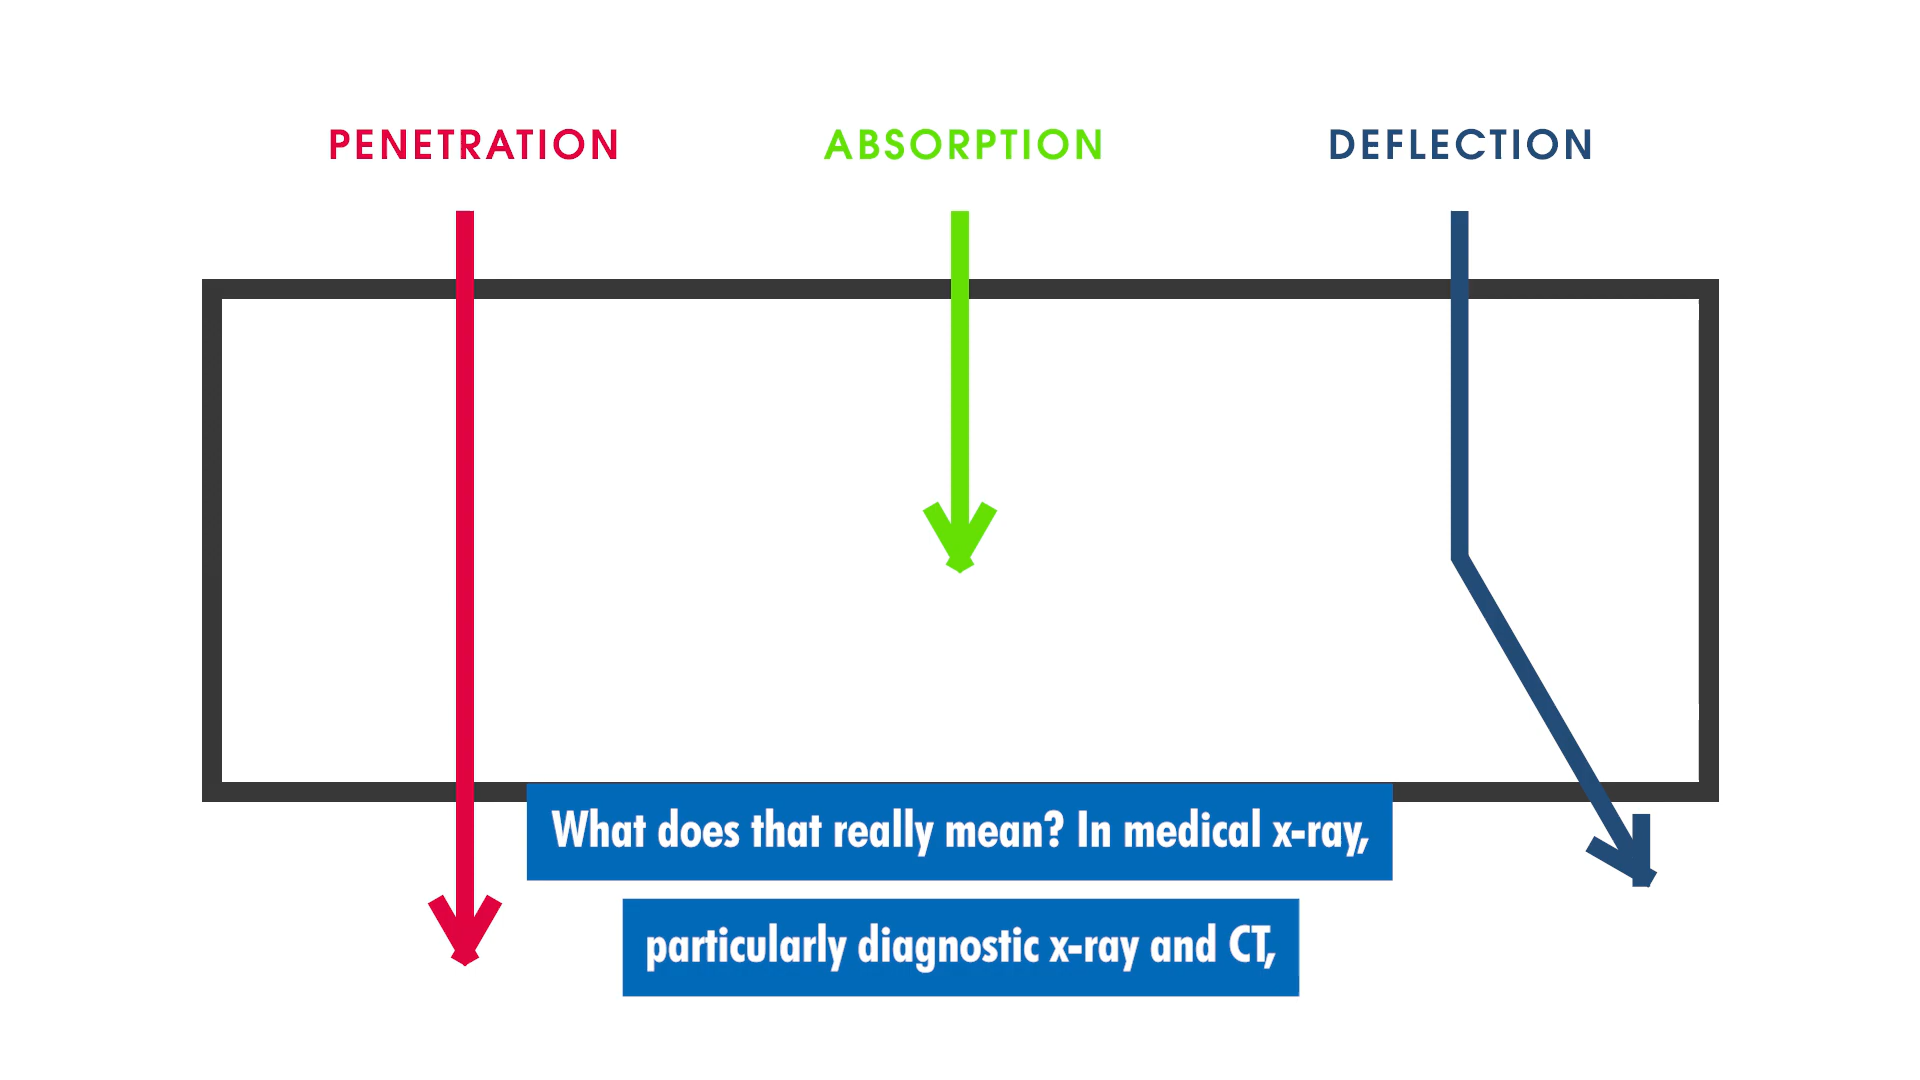 PENETRATION ABSORPTION DEFLECTION
What does that really mean? In medical x-ray,
particularly diagnostic x-ray and CT,